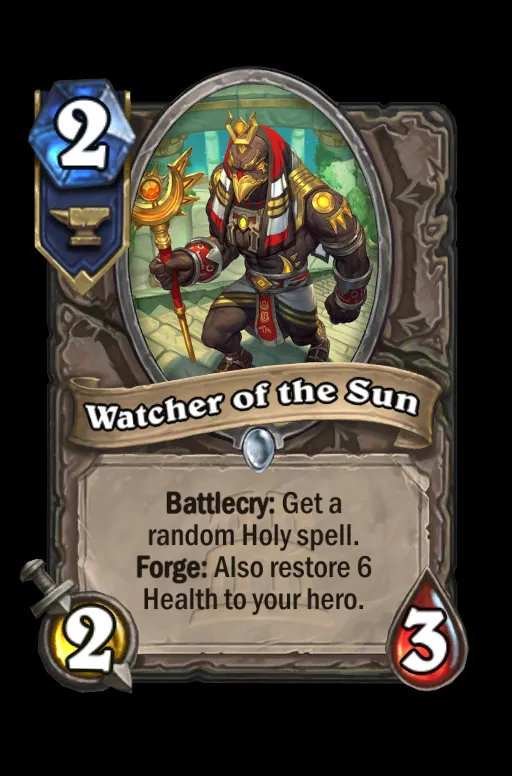 2
Watcher of the Sun
Battlecry: Get a
random Holy spell.
Forge: Also restore 6
Health to your hero.
2
3